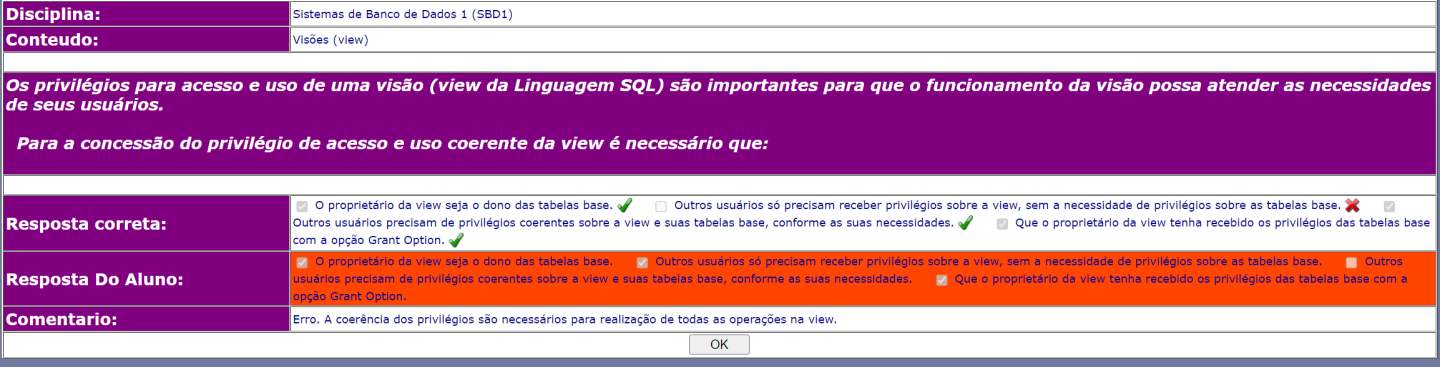 Disciplina: Sistemas de Banco de Dados 1 (SBD1)
Conteudo: Visões (view)
Os privilégios para acesso e uso de uma visão (view da Linguagem SQL) são importantes para que o funcionamento da visão possa atender as necessidades
de seus usuários.
Para a concessão do privilégio de acesso e uso coerente da view é necessário que:
Resposta correta:
O proprietário da view seja o dono das tabelas base. Outros usuários só precisam receber privilégios sobre a view, sem a necessidade de privilégios sobre as tabelas base.
Outros usuários precisam de privilégios coerentes sobre a view e suas tabelas base, conforme as suas necessidades. Que o proprietário da view tenha recebido os privilégios das tabelas base
com a opção Grant Option.
Resposta Do Aluno:
O proprietário da view seja o dono das tabelas base. Outros usuários só precisam receber privilégios sobre a view, sem a necessidade de privilégios sobre as tabelas base. Outros
usuários precisam de privilégios coerentes sobre a view e suas tabelas base, conforme as suas necessidades. Que o proprietário da view tenha recebido os privilégios das tabelas base com a
opção Grant Option.
Comentario: Erro. A coerência dos privilégios são necessários para realização de todas as operações na view.
OK